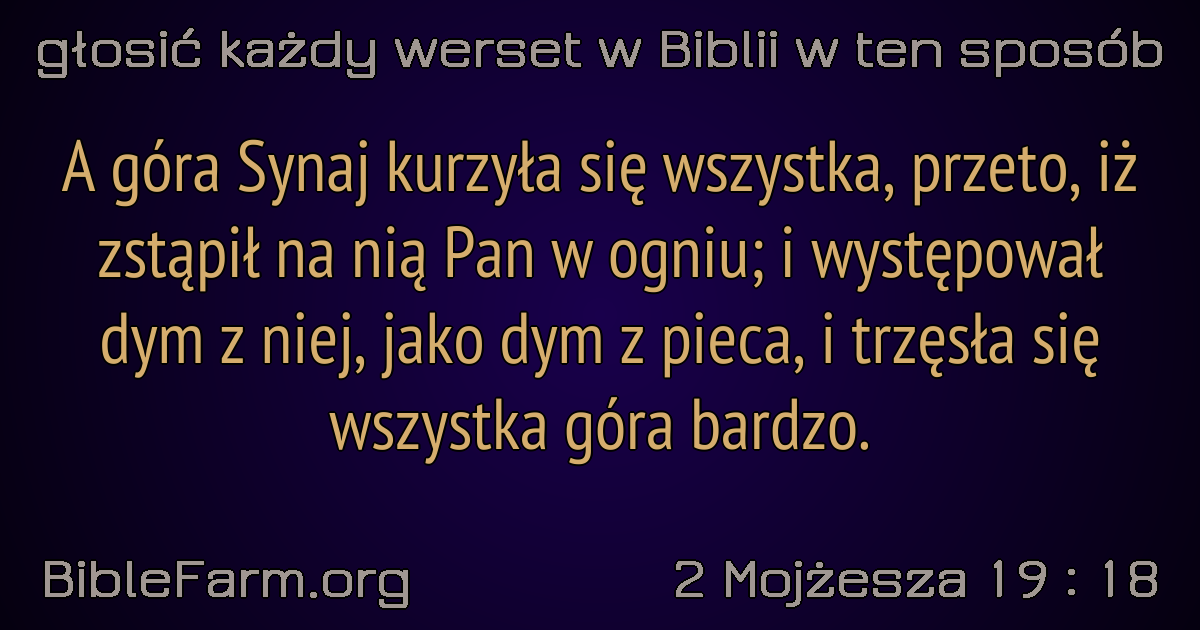 głosić każdy werset w Biblii w ten sposób
A góra Synaj kurzyła się wszystka, przeto, iż
zstąpił na nią Pan w ogniu; i występował
dym z niej, jako dym z pieca, i trzęsła się
wszystka góra bardzo.
BibleFarm.org
2 Mojżesza 19 : 18